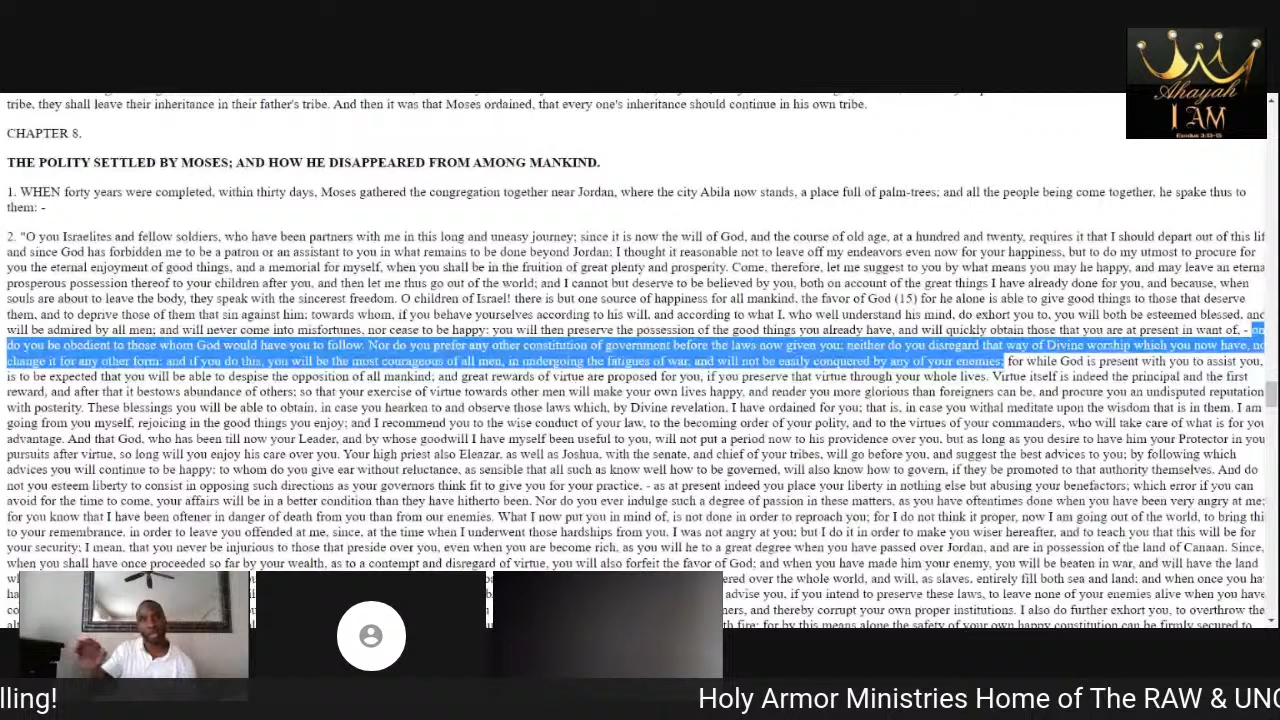 tribe, they shall leave their inheritance in their father's tribe. And then it was that Moses ordained, that every one's inheritance should continue in his own tribe.
Ahayah
I AM
Exodus 3:13-15
CHAPTER 8.
THE POLITY SETTLED BY MOSES; AND HOW HE DISAPPEARED FROM AMONG MANKIND.
1. WHEN forty years were completed, within thirty days, Moses gathered the congregation together near Jordan, where the city Abila now stands, a place full of palm-trees; and all the people being come together, he spake thus to
them: -
2. "O you Israelites and fellow soldiers, who have been partners with me in this long and uneasy journey; since it is now the will of God, and the course of old age, at a hundred and twenty, requires it that I should depart out of this lif
and since God has forbidden me to be a patron or an assistant to you in what remains to be done beyond Jordan; I thought it reasonable not to leave off my endeavors even now for your happiness, but to do my utmost to procure for
you the eternal enjoyment of good things, and a memorial for myself, when you shall be in the fruition of great plenty and prosperity. Come, therefore, let me suggest to you by what means you may be happy, and may leave an eterna
prosperous possession thereof to your children after you, and then let me thus go out of the world; and I cannot but deserve to be believed by you, both on account of the great things I have already done for you, and because, when
souls are about to leave the body, they speak with the sincerest freedom. O children of Israel! there is but one source of happiness for all mankind, the favor of God (15) for he alone is able to give good things to those that deserve
them, and to deprive those of them that sin against him; towards whom, if you behave yourselves according to his will, and according to what I, who well understand his mind, do exhort you to, you will both be esteemed blessed, and
will be admired by all men; and will never come into misfortunes, nor cease to be happy: you will then preserve the possession of the good things you already have, and will quickly obtain those that you are at present in want of, - on
do you be obedient to those whom God would have you to follow. Nor do you prefer any other constitution of government before the laws now given you; neither do you disregard that way of Divine worship which you now have, no
change it for any other form: and if you do this, you will be the most courageous of all men, in undergoing the fatigues of war, and will not be easily conquered by any of your enemies; for while God is present with you to assist you,
is to be expected that you will be able to despise the opposition of all mankind; and great rewards of virtue are proposed for you, if you preserve that virtue through your whole lives. Virtue itself is indeed the principal and the first
reward, and after that it bestows abundance of others; so that your exercise of virtue towards other men will make your own lives happy, and render you more glorious than foreigners can be, and procure you an undisputed reputation
with posterity. These blessings you will be able to obtain, in case you hearken to and observe those laws which, by Divine revelation, I have ordained for you; that is, in case you withal meditate upon the wisdom that is in them. I am
going from you myself, rejoicing in the good things you enjoy; and I recommend you to the wise conduct of your law, to the becoming order of your polity, and to the virtues of your commanders, who will take care of what is for you
advantage. And that God, who has been till now your Leader, and by whose goodwill I have myself been useful to you, will not put a period now to his providence over you, but as long as you desire to have him your Protector in you
pursuits after virtue, so long will you enjoy his care over you. Your high priest also Eleazar, as well as Joshua, with the senate, and chief of your tribes, will go before you, and suggest the best advices to you; by following which
advices you will continue to be happy: to whom do you give ear without reluctance, as sensible that all such as know well how to be governed, will also know how to govern, if they be promoted to that authority themselves. And do
not you esteem liberty to consist in opposing such directions as your governors think fit to give you for your practice, - as at present indeed you place your liberty in nothing else but abusing your benefactors; which error if you can
avoid for the time to come, your affairs will be in a better condition than they have hitherto been. Nor do you ever indulge such a degree of passion in these matters, as you have oftentimes done when you have been very angry at me;
for you know that I have been oftener in danger of death from you than from our enemies. What I now put you in mind of, is not done in order to reproach you; for I do not think it proper, now I am going out of the world, to bring thi
to your remembrance, in order to leave you offended at me, since, at the time when I underwent those hardships from you, I was not angry at you; but I do it in order to make you wiser hereafter, and to teach you that this will be for
your security; I mean, that you never be injurious to those that preside over you, even when you are become rich, as you will be to a great degree when you have passed over Jordan, and are in possession of the land of Canaan. Since,
when you shall have once proceeded so far by your wealth, as to a contempt and disregard of virtue, you will also forfeit the favor of God; and when you have made him your enemy, you will be beaten in war, and will have the land
ered over the whole world, and will, as slaves, entirely fill both sea and land; and when once you ha
advise you, if you intend to preserve these laws, to leave none of your enemies alive when you have
ners, and thereby corrupt your own proper institutions. I also do further exhort you, to overthrow the
th fire; for by this means alone the safety of your own happy constitution can be firmly secured to
lling!
Holy Armor Ministries Home of The RAW & UNC